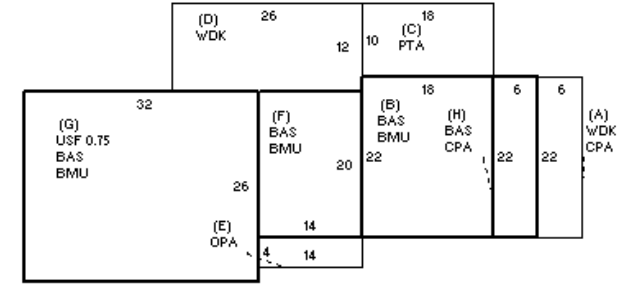 (D)
WDK
26
12
10
18
(C)
PTA
32
(G)
USF 0.75
BAS
BMU
26
(F)
BAS
BMU
20
14
(B)
BAS
BMU
18
22
(H)
BAS
CPA
6
22
6
22
(A)
WDK
CPA
(E)
OPA
4
14